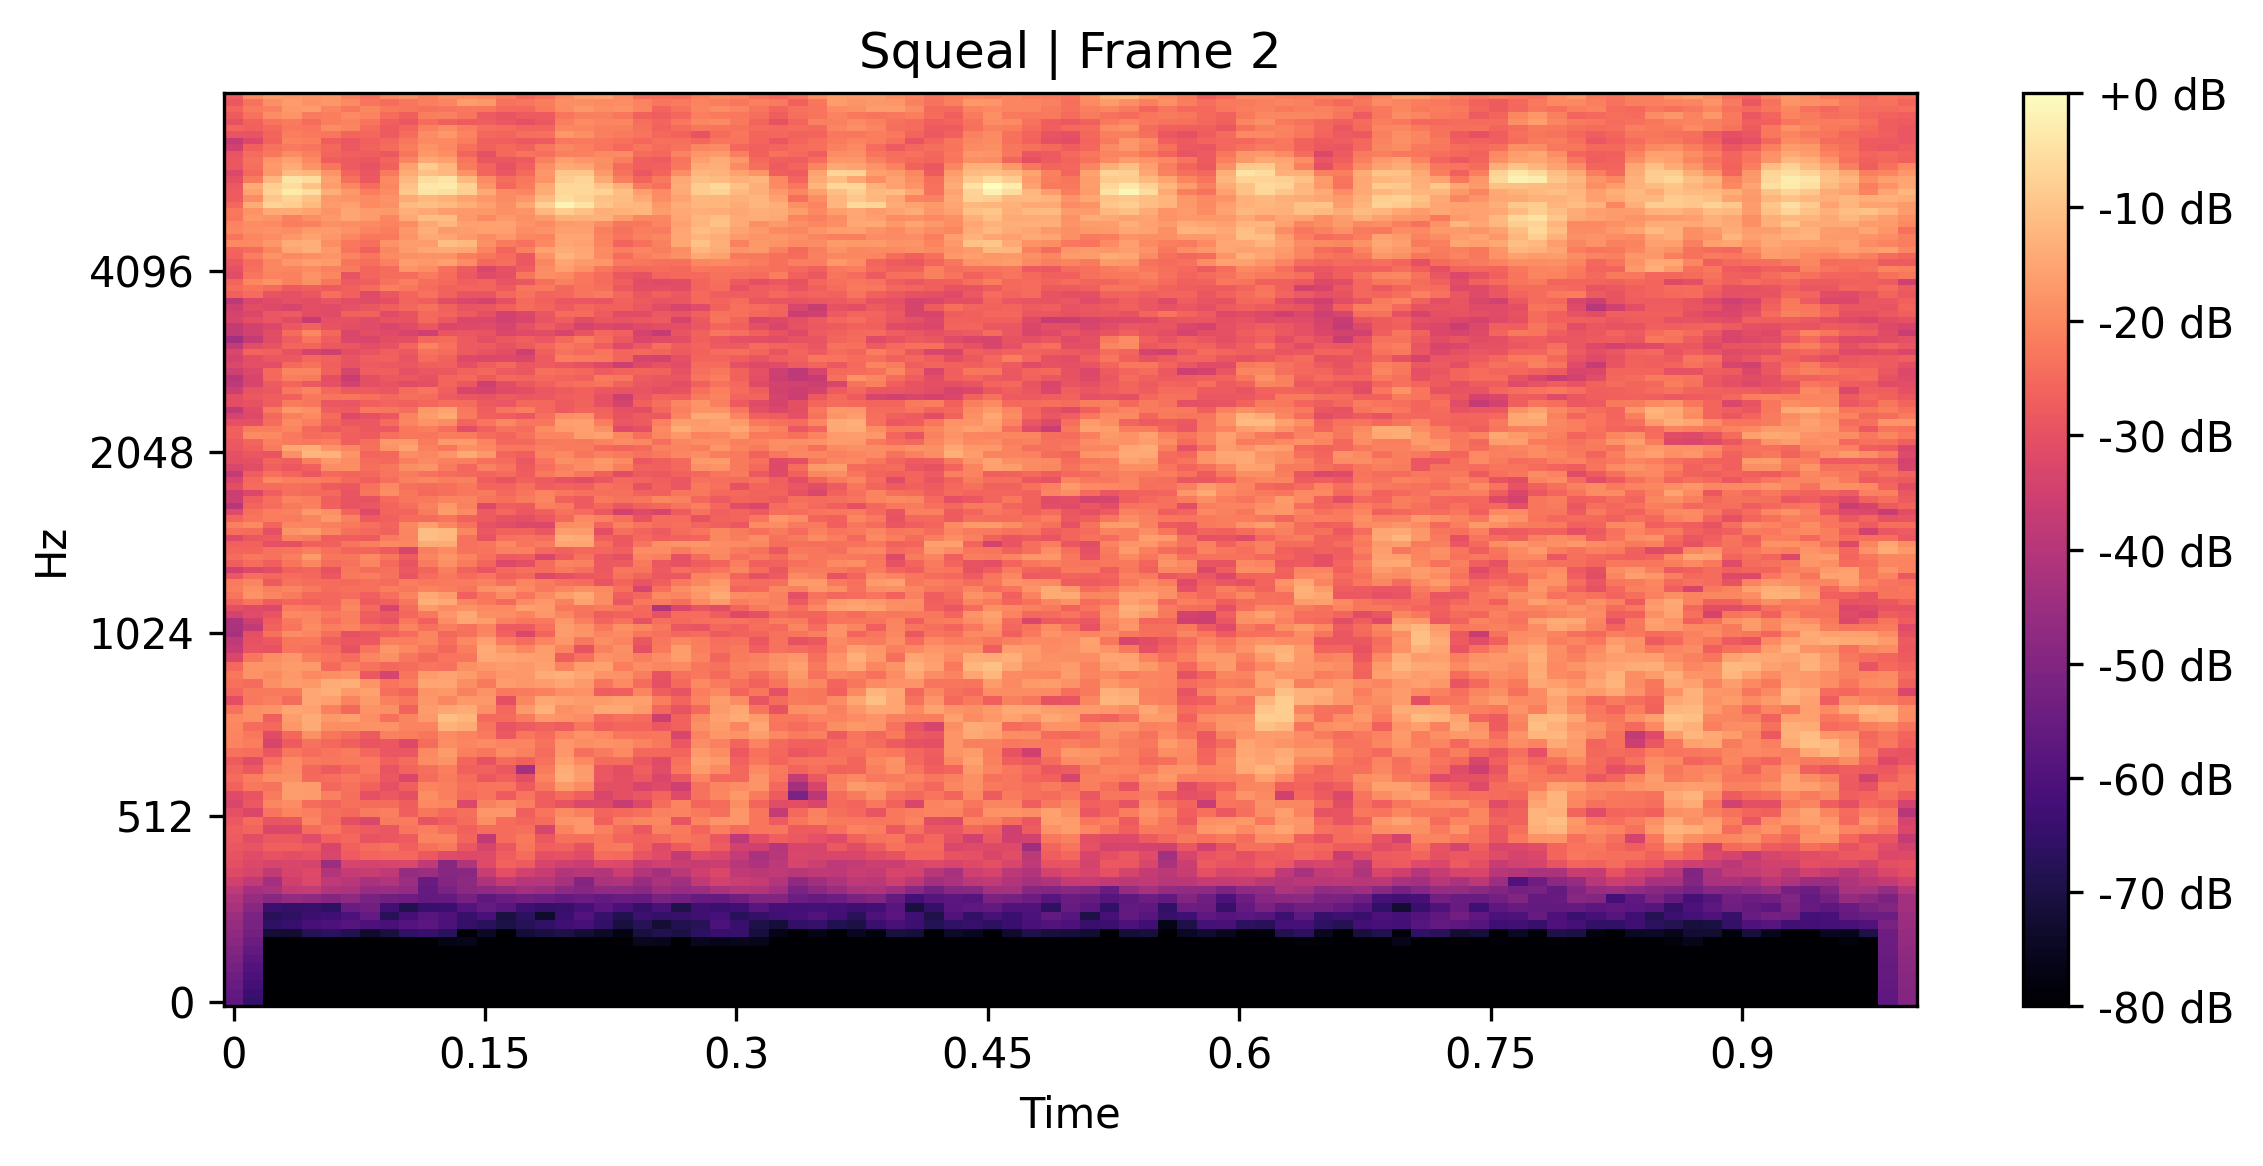 Squeal | Frame 2
+0 dB
-10 dB
-20 dB
-30 dB
-40 dB
-50 dB
-60 dB
-70 dB
-80 dB
Hz
4096
2048
1024
512
0
0 0.15 0.3 0.45 0.6 0.75 0.9
Time